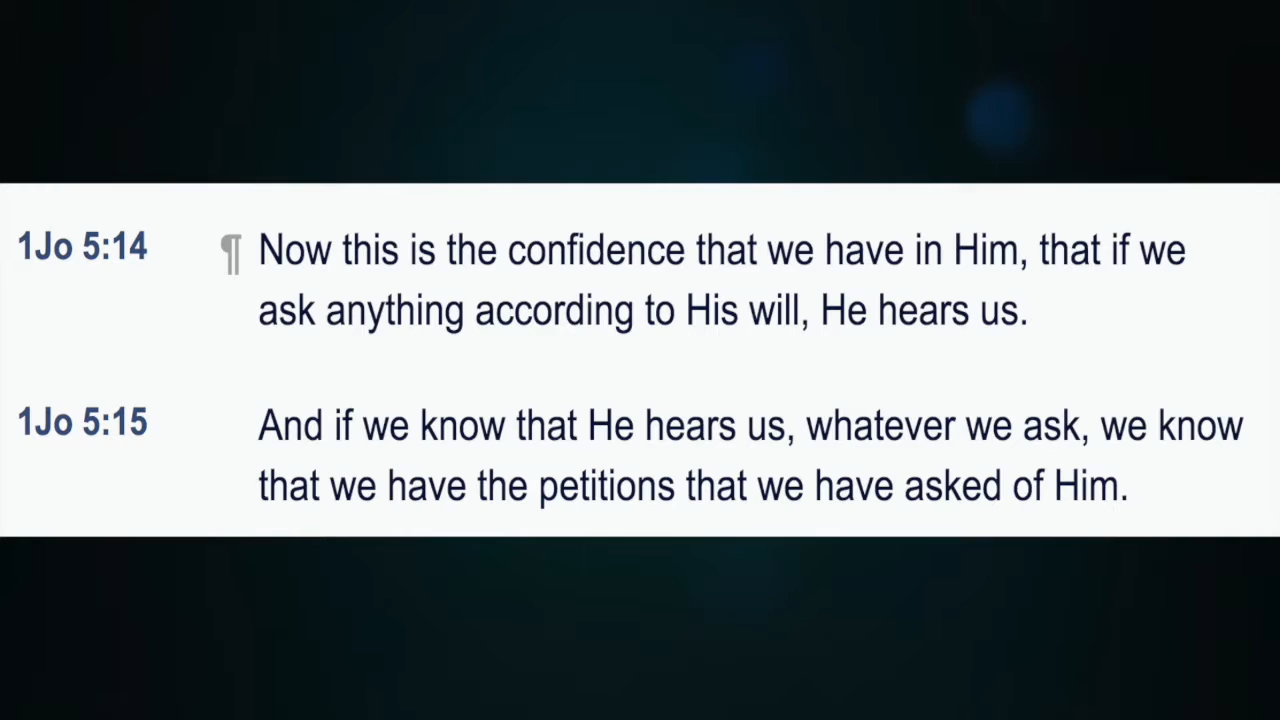 1Jo 5:14 ¶ Now this is the confidence that we have in Him, that if we
ask anything according to His will, He hears us.
1Jo 5:15 And if we know that He hears us, whatever we ask, we know
that we have the petitions that we have asked of Him.